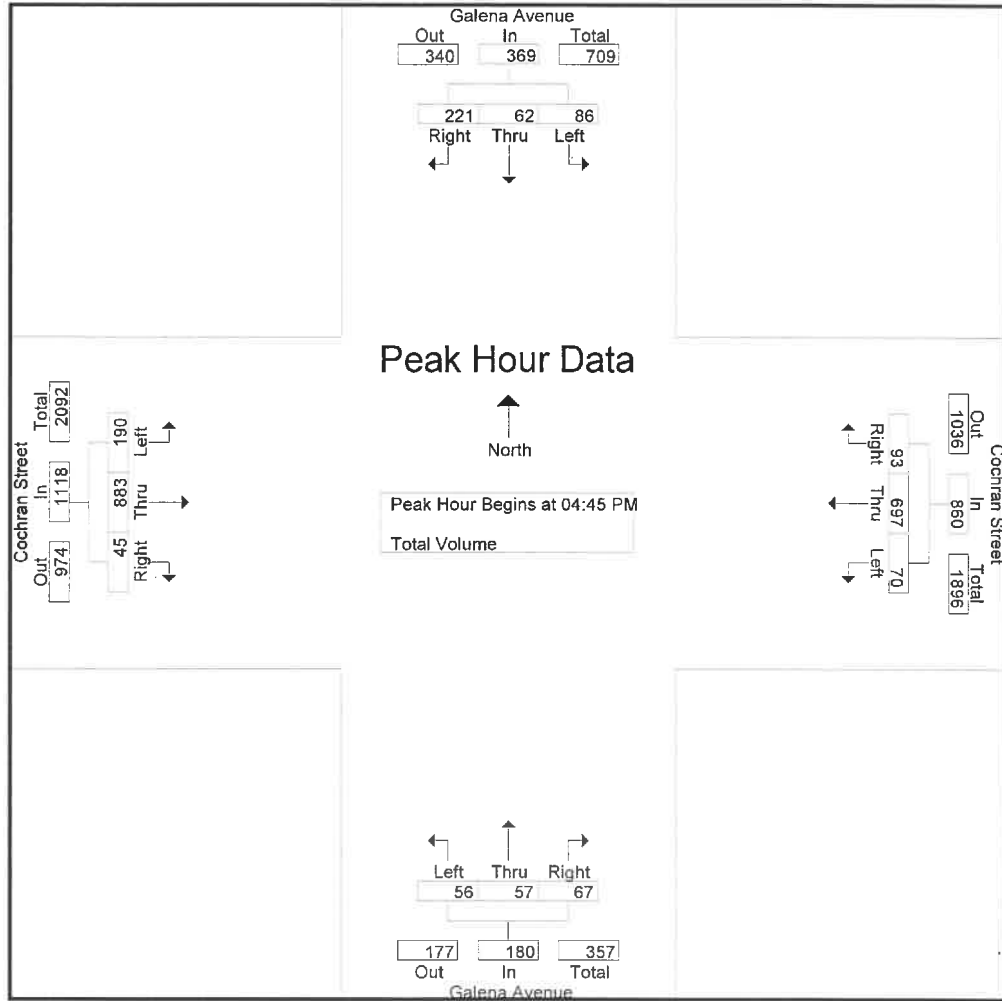 Galena Avenue
Out In Total
340 369 709
221 62 86
Right Thru Left
Peak Hour Data
North
Peak Hour Begins at 04:45 PM
Total Volume
Cochran Street
Out In Total
974 1118 2092
45 883 190
Right Thru Left
Cochran Street
Out In Total
1036 860 1896
93 697 70
Right Thru Left
Left Thru Right
56 57 67
177 180 357
Out In Total
Galena Avenue